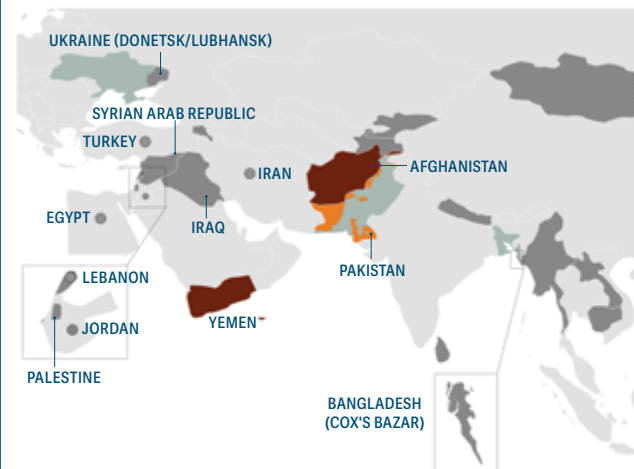 UKRAINE (DONETSK/LUBHANSK)
SYRIAN ARAB REPUBLIC
TURKEY
IRAN
AFGHANISTAN
EGYPT
IRAQ
PAKISTAN
LEBANON
JORDAN
YEMEN
PALESTINE
BANGLADESH
(COX'S BAZAR)